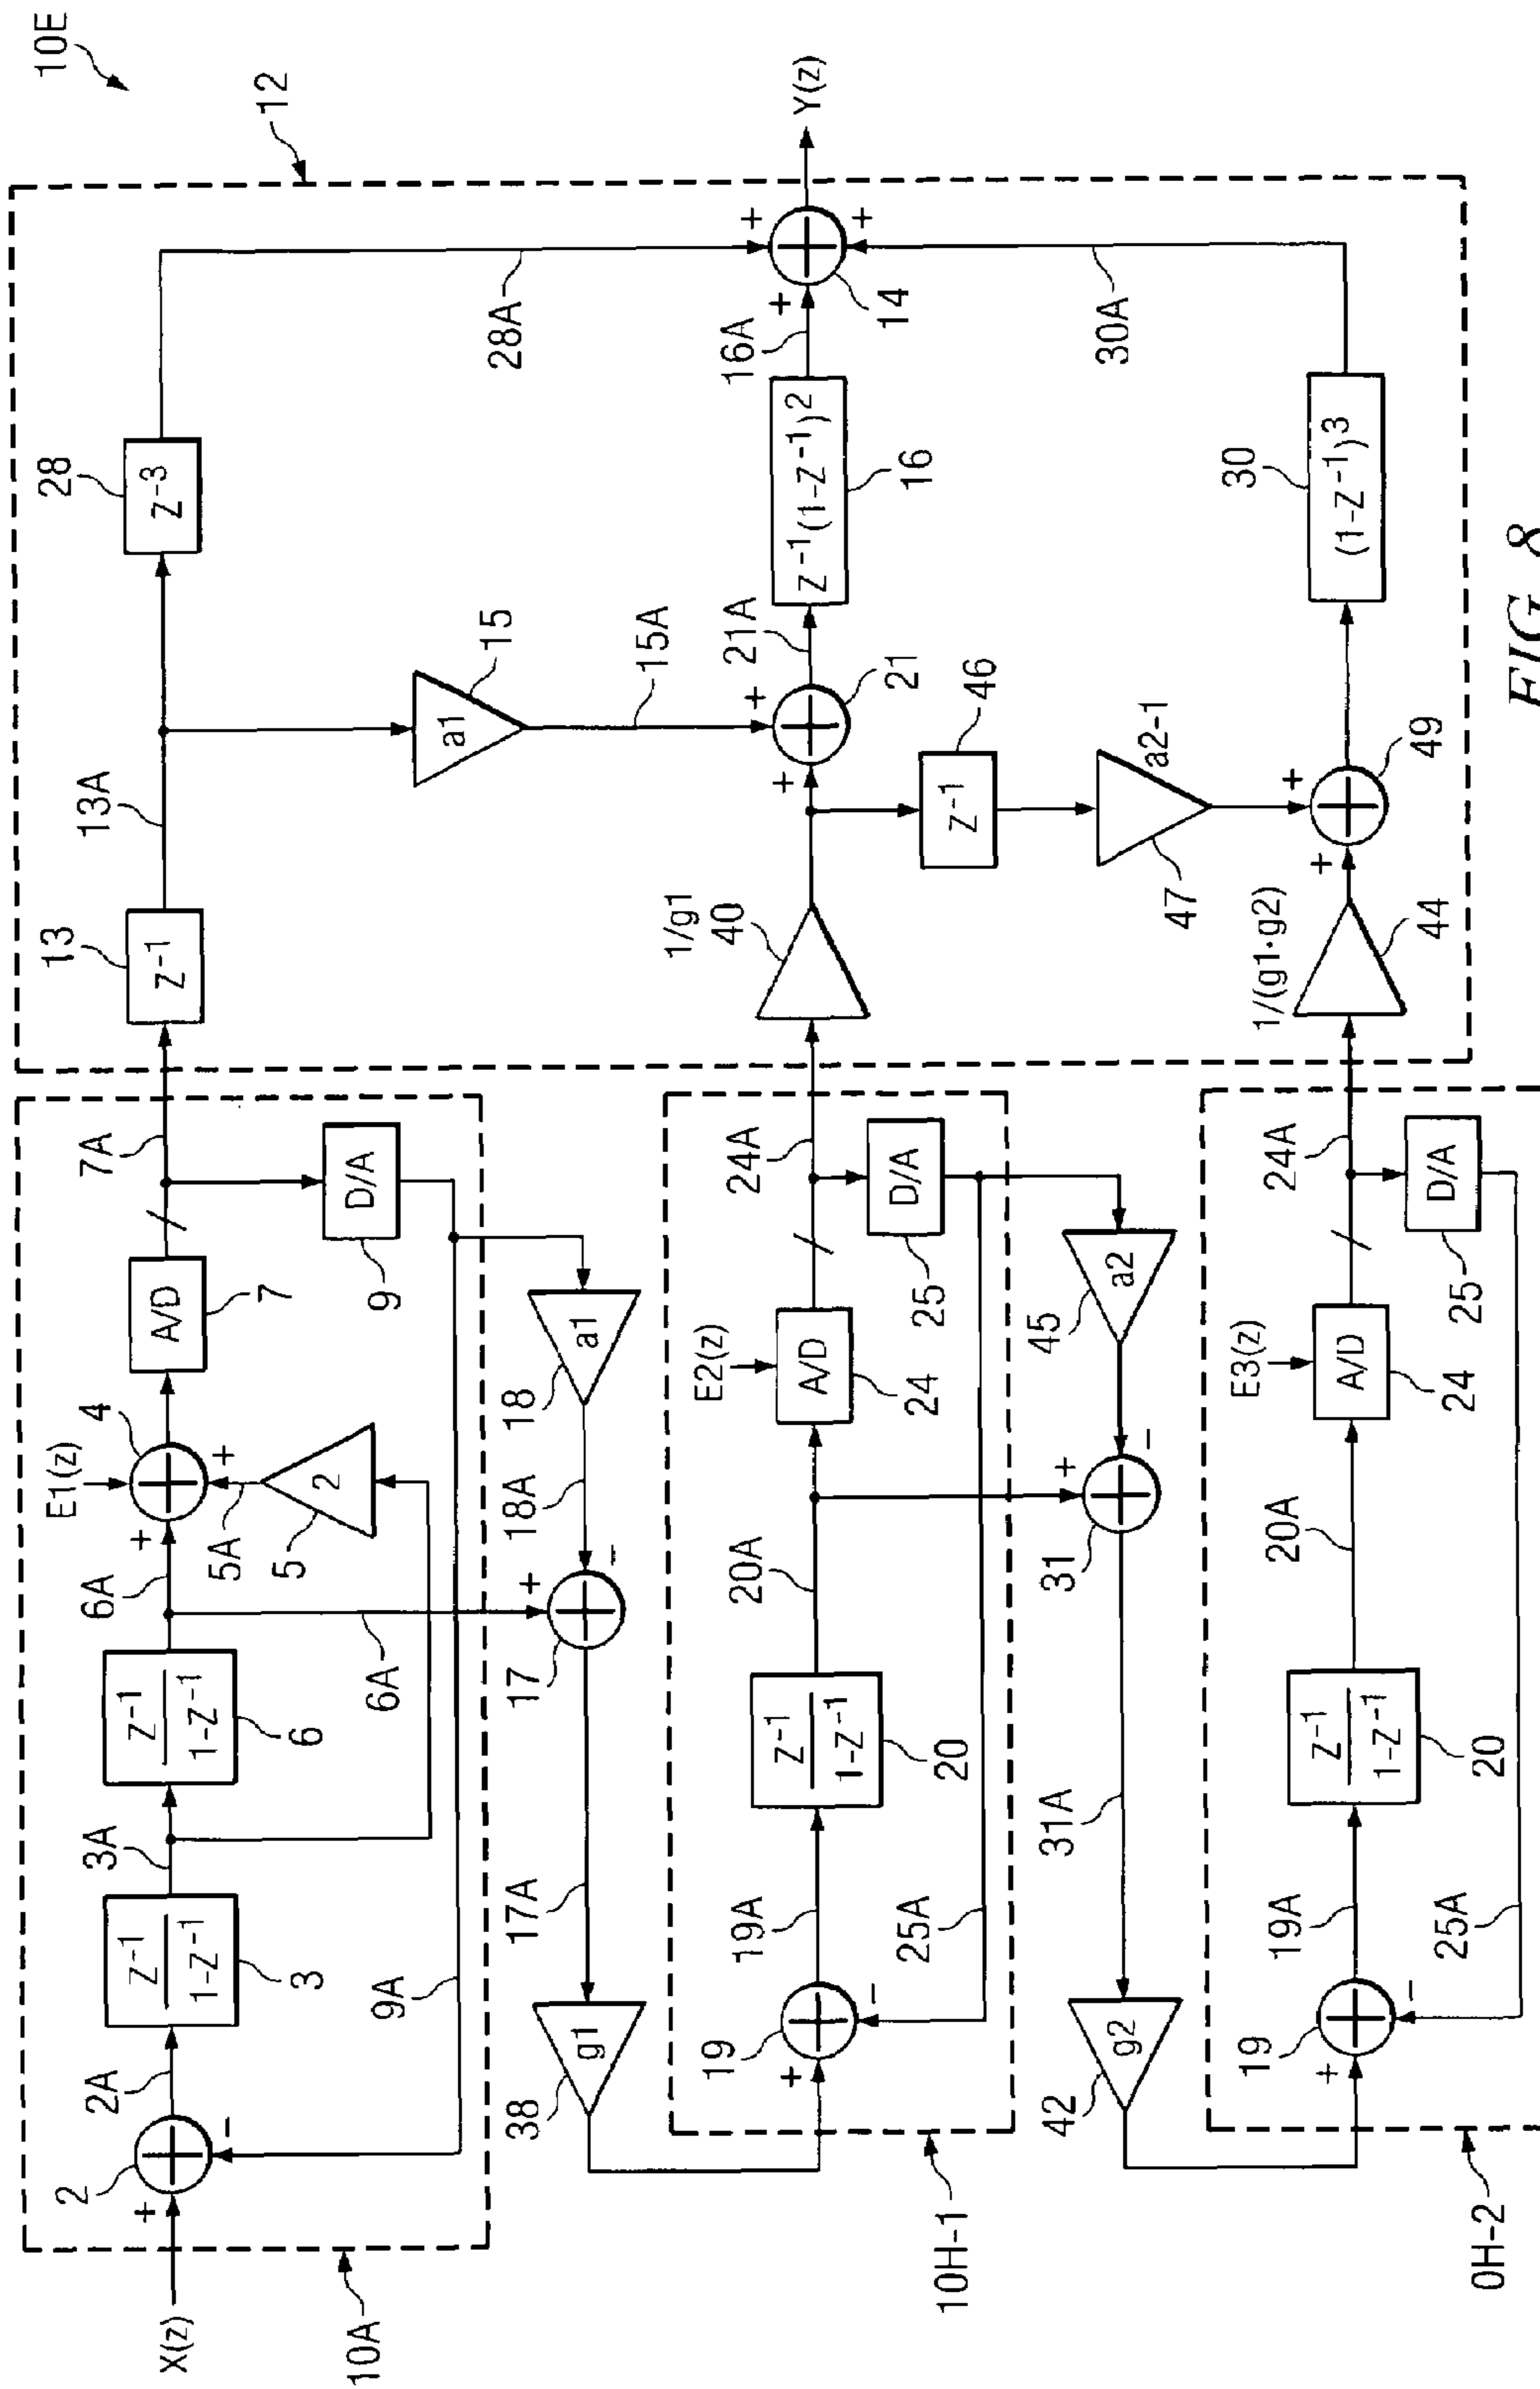 10E
12
X(z)
+
2
−
2A
z⁻¹
1-z⁻¹
3
3A
z⁻¹
1-z⁻¹
6
6A
+
E1(z)
4
+
5A
2
5
A/D
7
7A
D/A
9
9A
10A
13
z⁻¹
13A
28
z⁻³
28A
a1
15
15A
6A
17
+
−
18A
18
a1
17A
g1
38
19
+
−
19A
z⁻¹
1-z⁻¹
20
20A
E2(z)
A/D
24
24A
D/A
25
25A
10H-1
1/g1
40
+
+
21
21A
z⁻¹(1-z⁻¹)²
16
16A
+
+
+
14
Y(z)
z⁻¹
46
a2-1
47
31
+
−
a2
45
31A
g2
42
19
+
−
19A
z⁻¹
1-z⁻¹
20
20A
E3(z)
A/D
24
24A
D/A
25
25A
0H-2
1/(g1·g2)
44
+
+
49
(1-z⁻¹)³
30
30A
FIG. 8